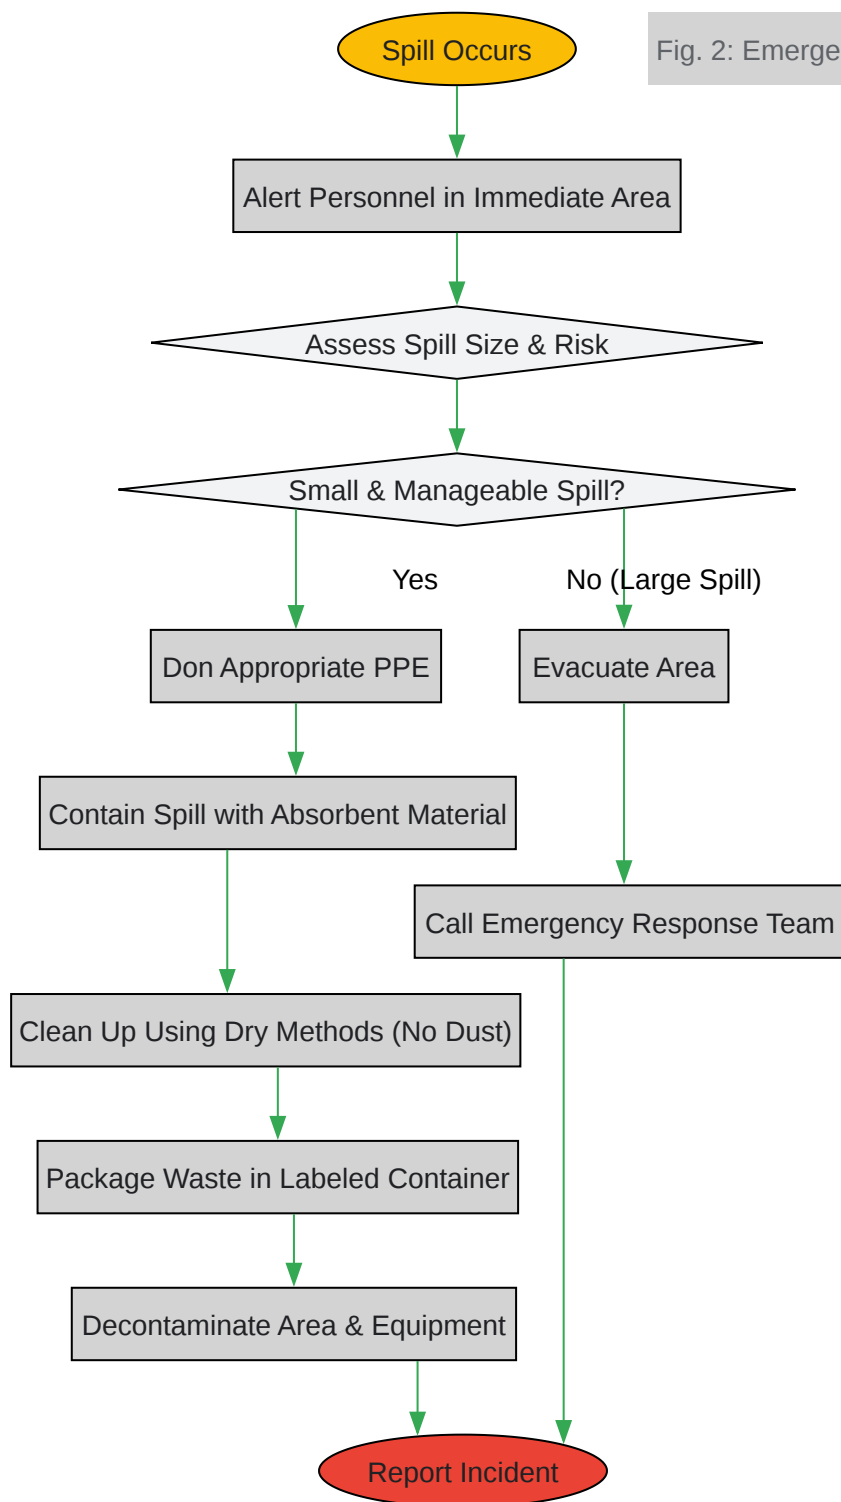 Spill Occurs
Fig. 2: Emerge
Alert Personnel in Immediate Area
Assess Spill Size & Risk
Small & Manageable Spill?
Yes
No (Large Spill)
Don Appropriate PPE
Evacuate Area
Contain Spill with Absorbent Material
Call Emergency Response Team
Clean Up Using Dry Methods (No Dust)
Package Waste in Labeled Container
Decontaminate Area & Equipment
Report Incident